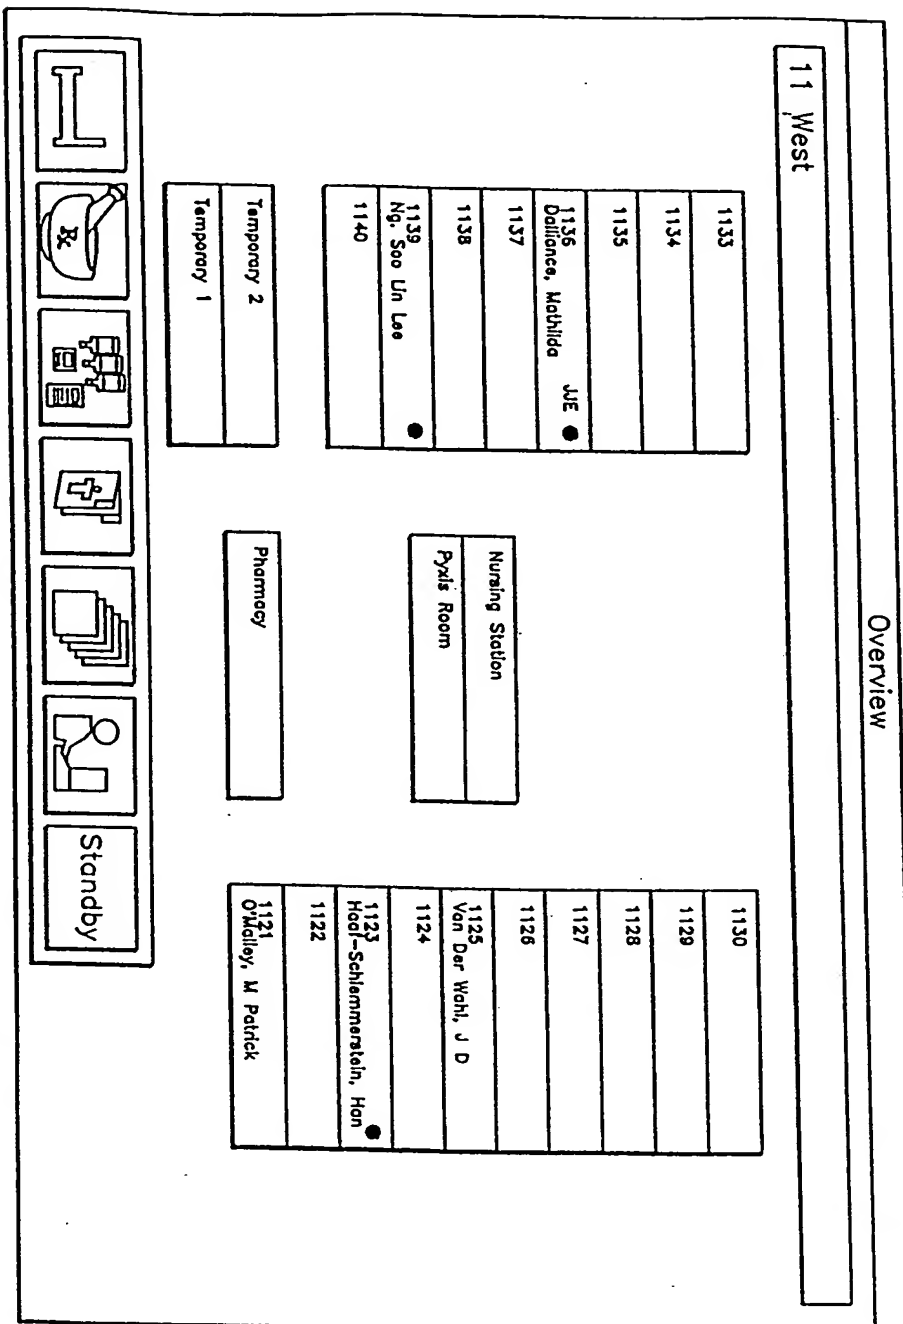 Overview
11 West
1133
1134
1135
1136
Dalliance, Mathilda JJE
1137
1138
1139
Ng, Soo Lin Lee
1140
Temporary 2
Temporary 1
Nursing Station
Pyxis Room
Pharmacy
1130
1129
1128
1127
1126
1125
Van Der Wahl, J D
1124
1123
Haaf-Schlemmerstein, Han
1122
1121
O'Malley, M Patrick
Rx
Standby